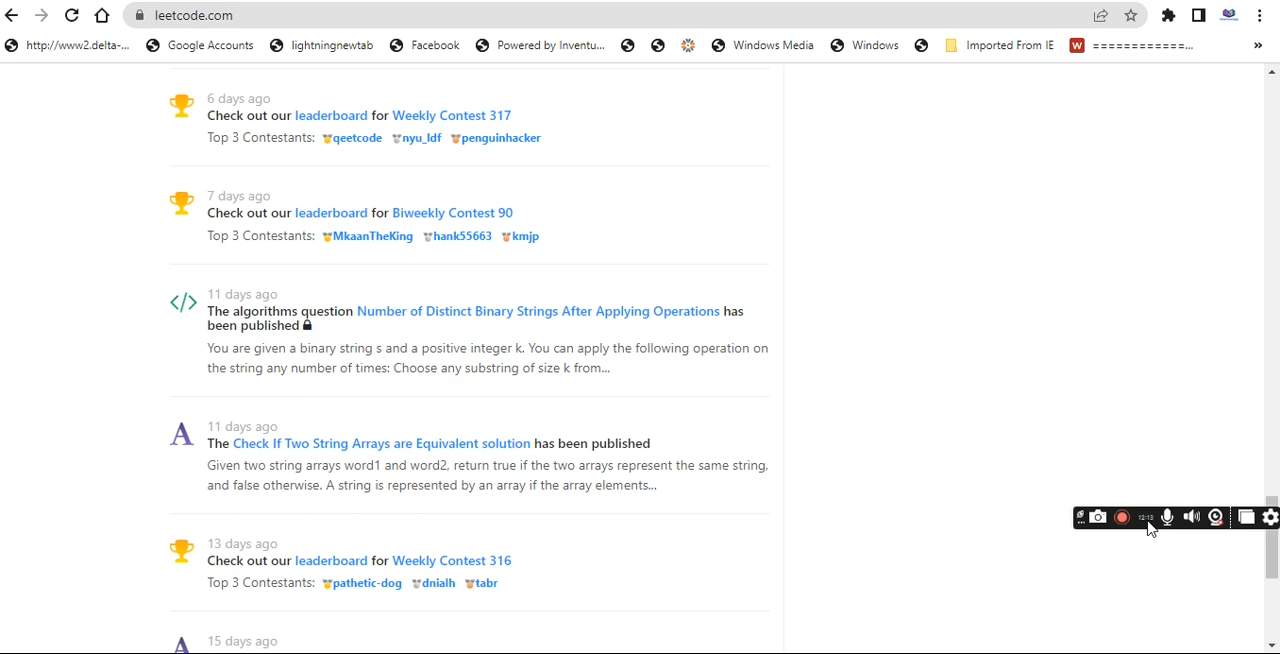 leetcode.com
http://www2.delta-... Google Accounts lightningnewtab Facebook Powered by Inventu... Windows Media Windows Imported From IE W ============... »
6 days ago
Check out our leaderboard for Weekly Contest 317
Top 3 Contestants: qeetcode nyu_ldf penguinhacker
7 days ago
Check out our leaderboard for Biweekly Contest 90
Top 3 Contestants: MkaanTheKing hank55663 kmjp
11 days ago
</> The algorithms question Number of Distinct Binary Strings After Applying Operations has
been published
You are given a binary string s and a positive integer k. You can apply the following operation on
the string any number of times: Choose any substring of size k from...
11 days ago
A The Check If Two String Arrays are Equivalent solution has been published
Given two string arrays word1 and word2, return true if the two arrays represent the same string,
and false otherwise. A string is represented by an array if the array elements...
12:13
13 days ago
Check out our leaderboard for Weekly Contest 316
Top 3 Contestants: pathetic-dog dnialh tabr
15 days ago
A